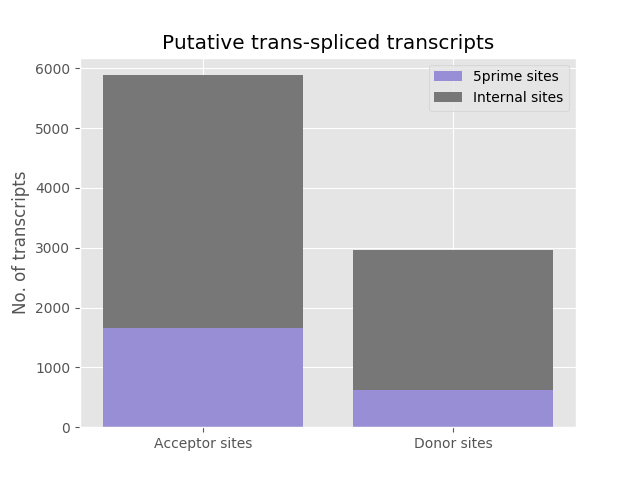 Putative trans-spliced transcripts
5prime sites
Internal sites
No. of transcripts
6000
5000
4000
3000
2000
1000
0
Acceptor sites
Donor sites